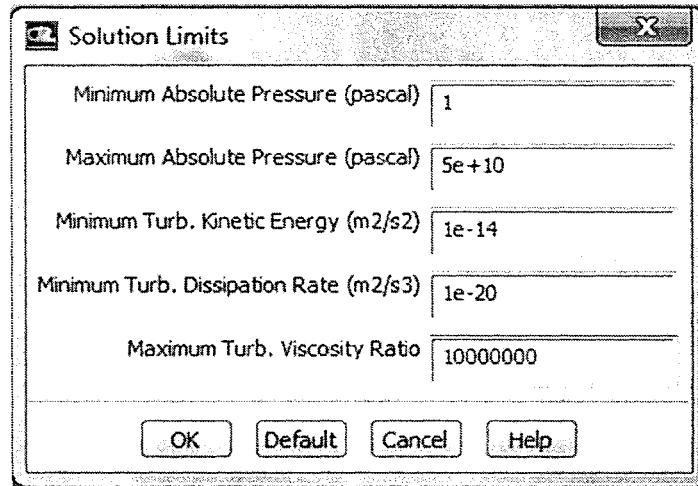 Solution Limits
Minimum Absolute Pressure (pascal) 1
Maximum Absolute Pressure (pascal) 5e+10
Minimum Turb. Kinetic Energy (m2/s2) 1e-14
Minimum Turb. Dissipation Rate (m2/s3) 1e-20
Maximum Turb. Viscosity Ratio 10000000
OK Default Cancel Help